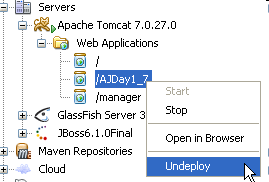 Servers
Apache Tomcat 7.0.27.0
Web Applications
/
/AJDay1_7
/manager
Start
Stop
GlassFish Server 3
JBoss6.1.0Final
Open in Browser
Maven Repositories
Cloud
Undeploy